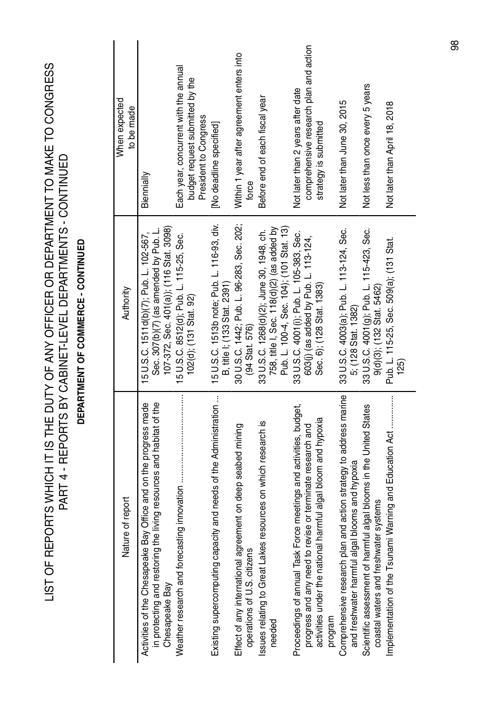 LIST OF REPORTS WHICH IT IS THE DUTY OF ANY OFFICER OR DEPARTMENT TO MAKE TO CONGRESS
PART 4 - REPORTS BY CABINET-LEVEL DEPARTMENTS - CONTINUED
DEPARTMENT OF COMMERCE - CONTINUED
Nature of report
Authority
When expected
to be made
Activities of the Chesapeake Bay Office and on the progress made
in protecting and restoring the living resources and habitat of the
Chesapeake Bay
15 U.S.C. 1511d(b)(7); Pub. L. 102-567,
Sec. 307(b)(7) (as amended by Pub. L.
107-372, Sec. 401(a)); (116 Stat. 3098)
Biennially
Weather research and forecasting innovation ................................
15 U.S.C. 8512(d); Pub. L. 115-25, Sec.
102(d); (131 Stat. 92)
Each year, concurrent with the annual
budget request submitted by the
President to Congress
Existing supercomputing capacity and needs of the Administration ...
15 U.S.C. 1513b note; Pub. L. 116-93, div.
B, title I; (133 Stat. 2391)
[No deadline specified]
Effect of any international agreement on deep seabed mining
operations of U.S. citizens
30 U.S.C. 1442; Pub. L. 96-283, Sec. 202;
(94 Stat. 576)
Within 1 year after agreement enters into
force
Issues relating to Great Lakes resources on which research is
needed
33 U.S.C. 1268(d)(2); June 30, 1948, ch.
758, title I, Sec. 118(d)(2) (as added by
Pub. L. 100-4, Sec. 104); (101 Stat. 13)
Before end of each fiscal year
Proceedings of annual Task Force meetings and activities, budget,
progress and any need to revise or terminate research and
activities under the national harmful algal bloom and hypoxia
program
33 U.S.C. 4001(i); Pub. L. 105-383, Sec.
603(j) (as added by Pub. L. 113-124,
Sec. 6); (128 Stat. 1383)
Not later than 2 years after date
comprehensive research plan and action
strategy is submitted
Comprehensive research plan and action strategy to address marine
and freshwater harmful algal blooms and hypoxia
33 U.S.C. 4003(a); Pub. L. 113-124, Sec.
5; (128 Stat. 1382)
Not later than June 30, 2015
Scientific assessment of harmful algal blooms in the United States
coastal waters and freshwater systems
33 U.S.C. 4001(g); Pub. L. 115-423, Sec.
9(d)(3); (132 Stat. 5462)
Not less than once every 5 years
Implementation of the Tsunami Warning and Education Act .............
Pub. L. 115-25, Sec. 509(a); (131 Stat.
125)
Not later than April 18, 2018
98